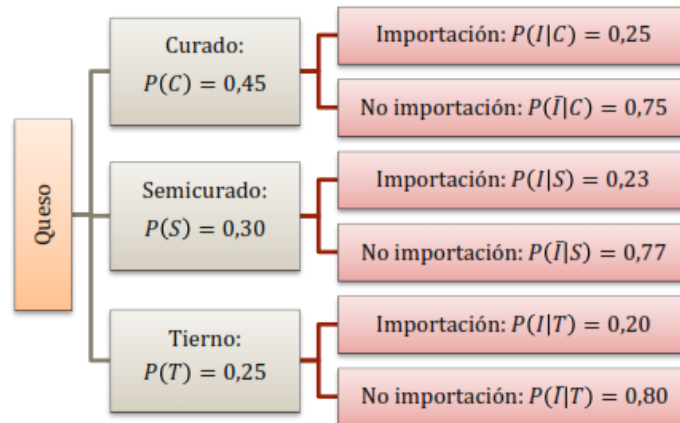 Queso
Curado:
P(C) = 0,45
Importación: P(I|C) = 0,25
No importación: P(Ī|C) = 0,75
Semicurado:
P(S) = 0,30
Importación: P(I|S) = 0,23
No importación: P(Ī|S) = 0,77
Tierno:
P(T) = 0,25
Importación: P(I|T) = 0,20
No importación: P(Ī|T) = 0,80